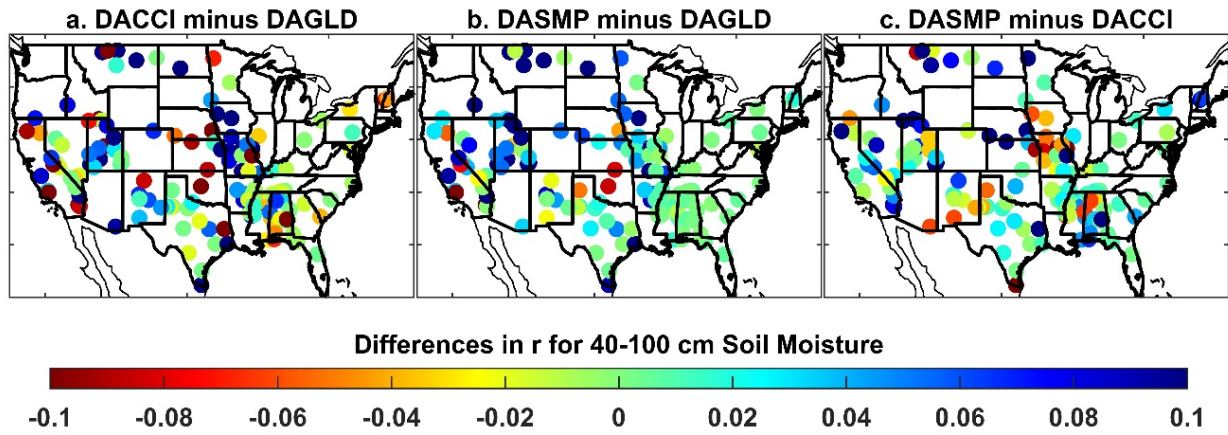 a. DACCI minus DAGLD
b. DASMP minus DAGLD
c. DASMP minus DACCI
Differences in r for 40-100 cm Soil Moisture
-0.1 -0.08 -0.06 -0.04 -0.02 0 0.02 0.04 0.06 0.08 0.1